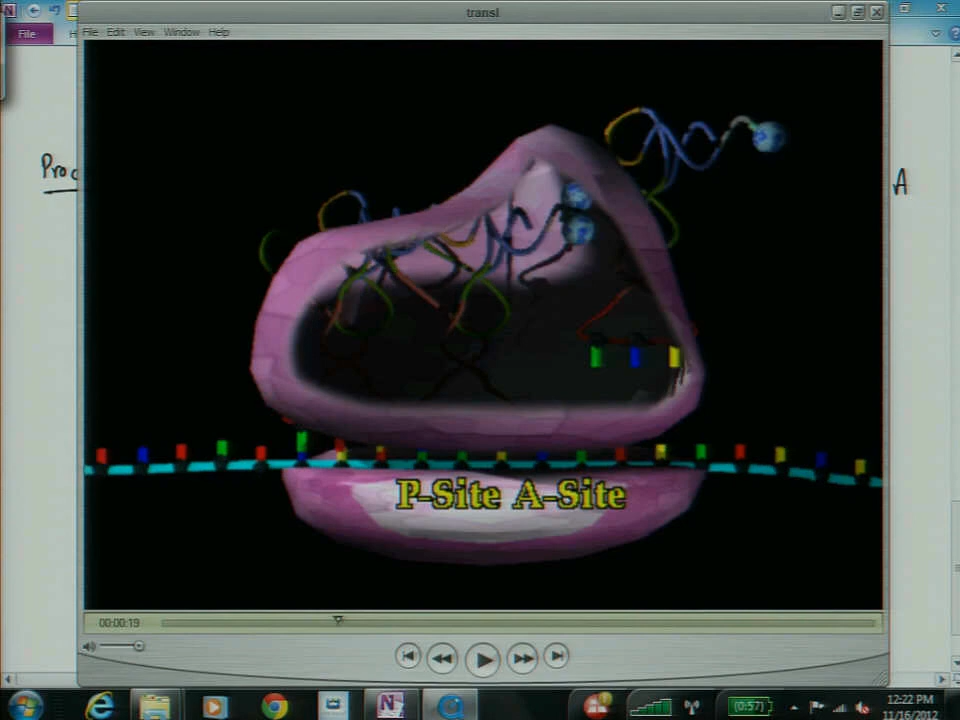 transl
File
File Edit View Window Help
A
P-Site A-Site
00:00:19
(0:57)
12:22 PM
11/16/2012